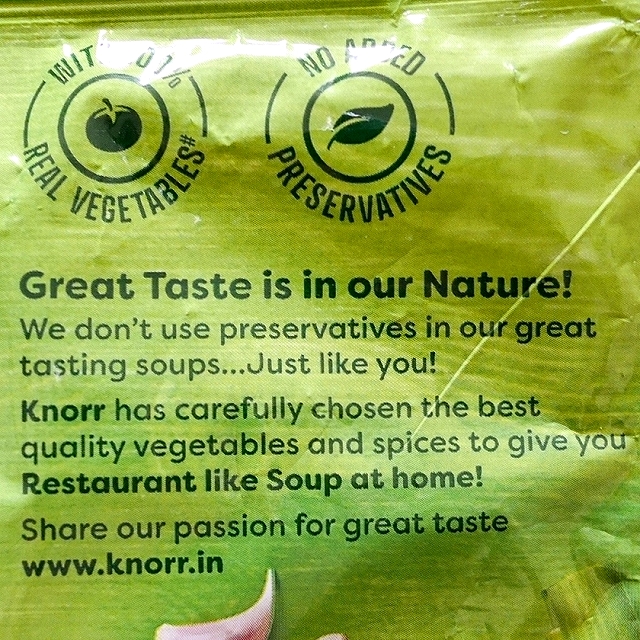 WITH 100%
REAL VEGETABLES#
NO ADDED
PRESERVATIVES
Great Taste is in our Nature!
We don't use preservatives in our great
tasting soups...Just like you!
Knorr has carefully chosen the best
quality vegetables and spices to give you
Restaurant like Soup at home!
Share our passion for great taste
www.knorr.in